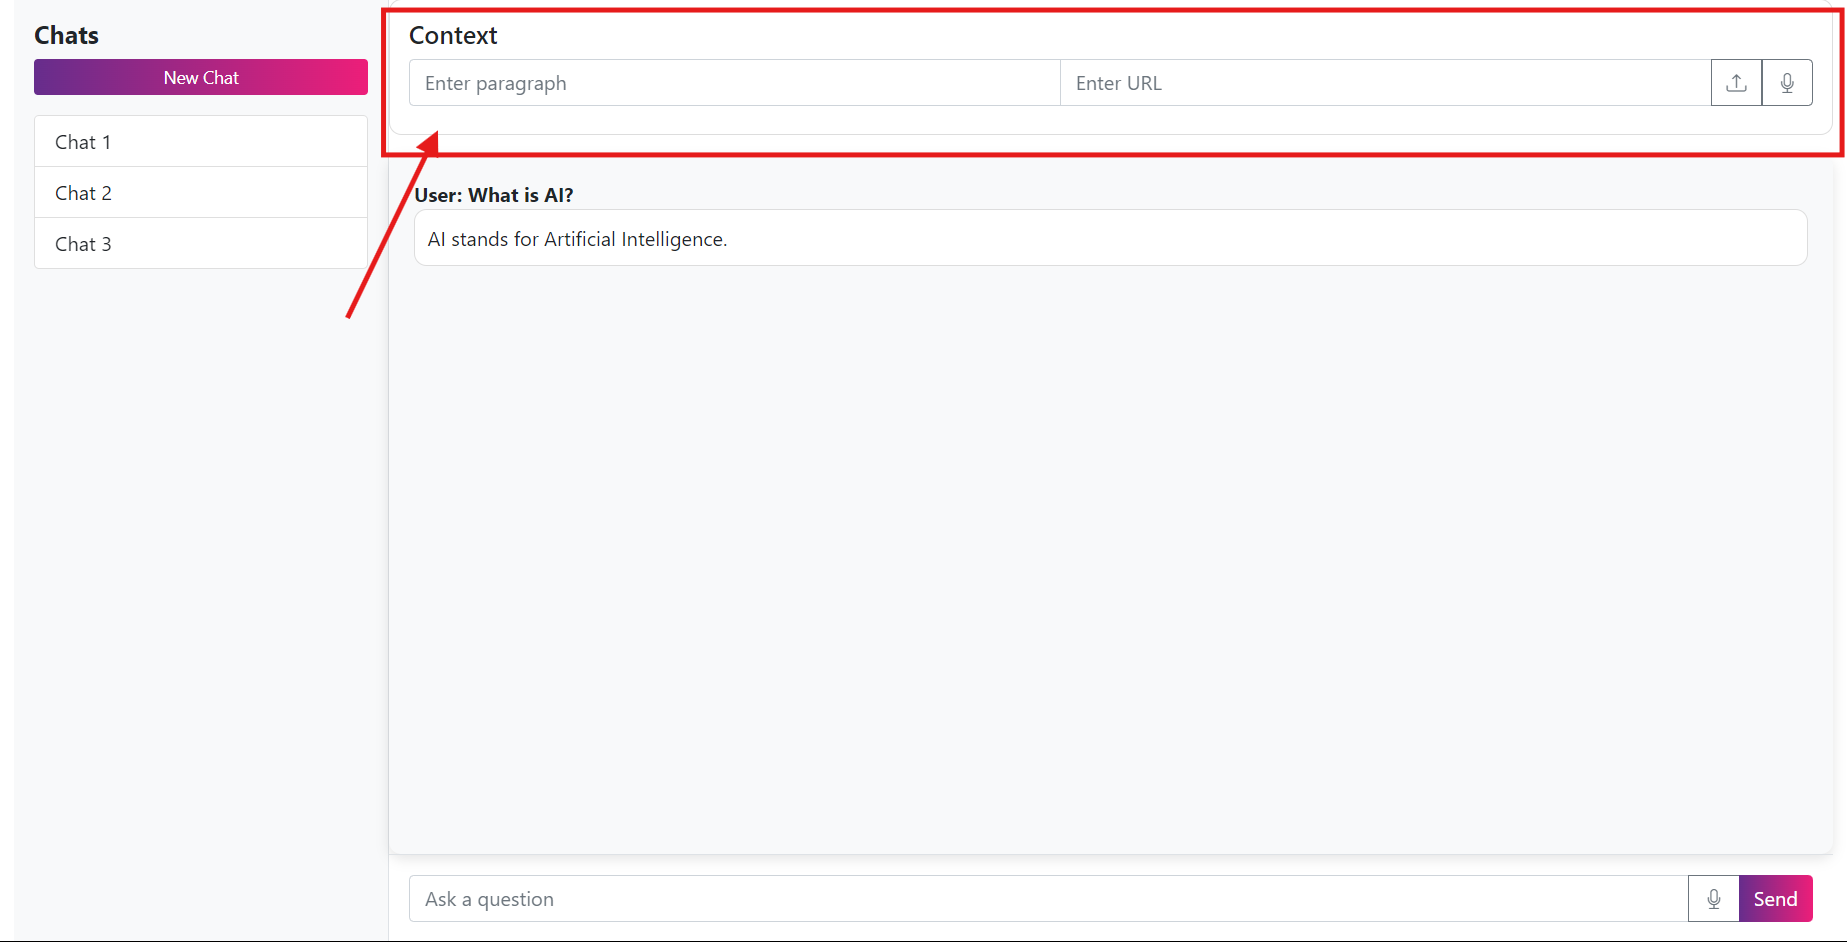 Chats
New Chat
Chat 1
Chat 2
Chat 3
Context
Enter paragraph
Enter URL
User: What is AI?
AI stands for Artificial Intelligence.
Ask a question
Send